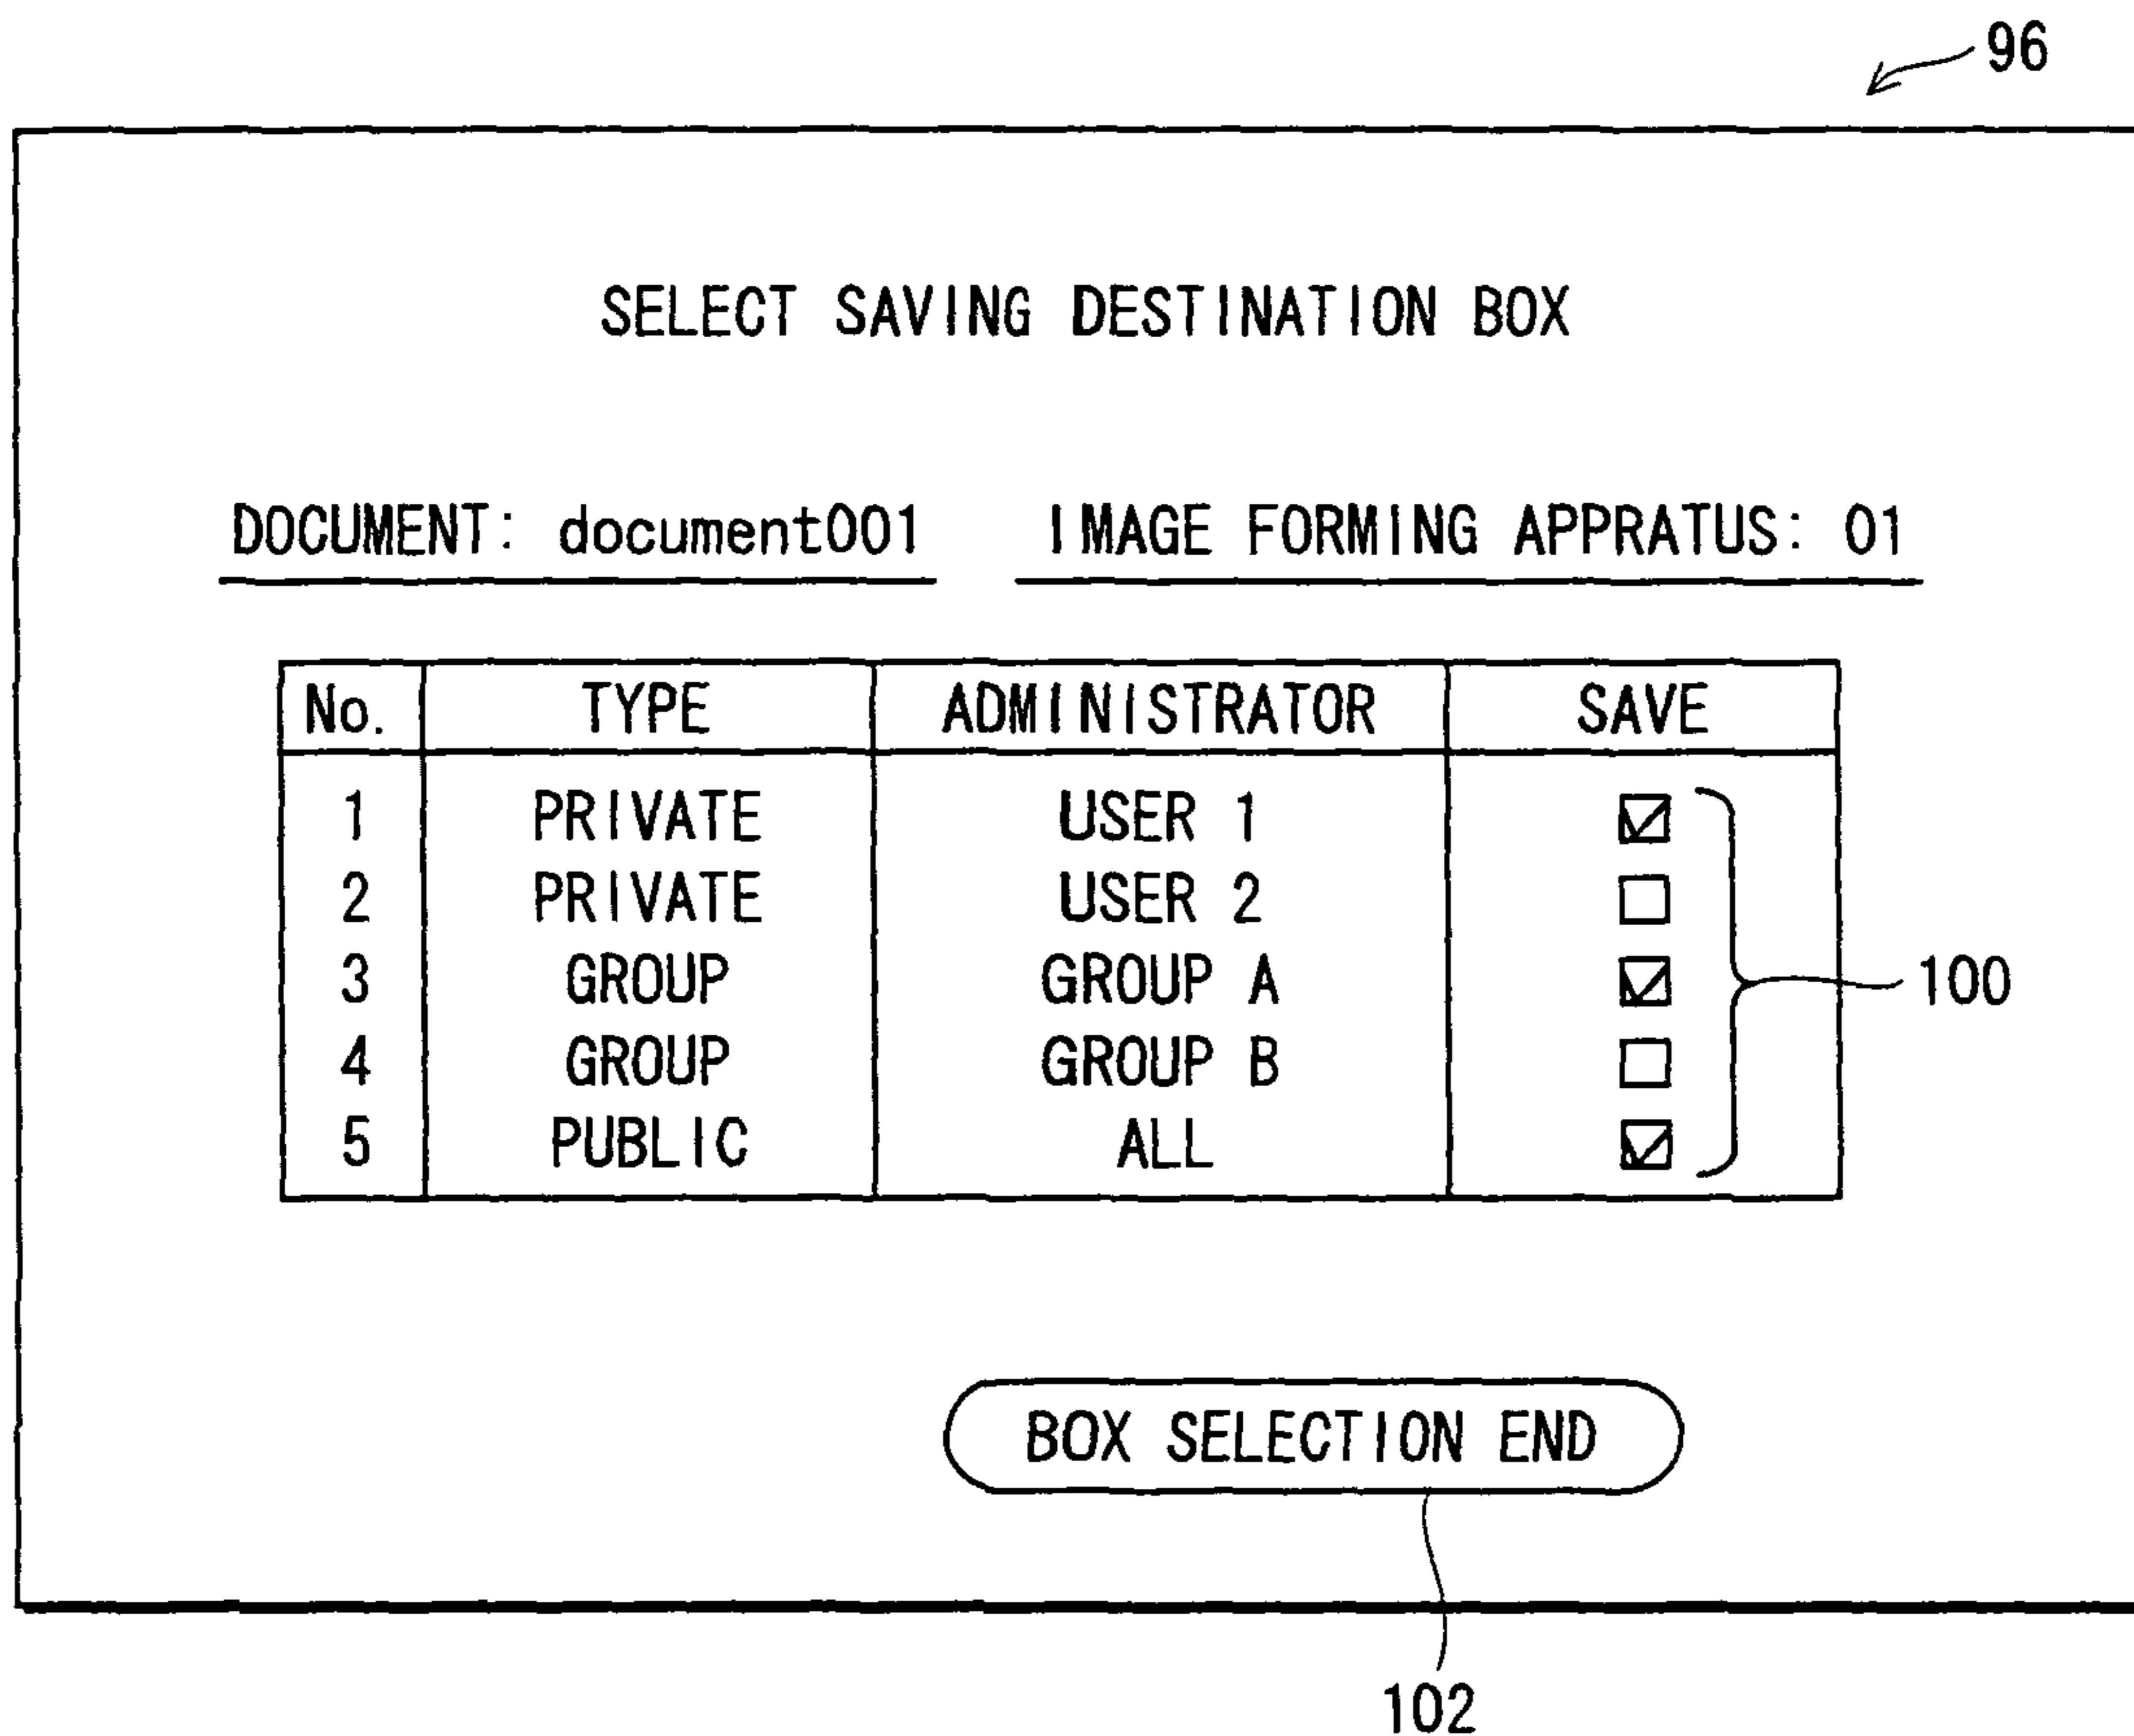 96
SELECT SAVING DESTINATION BOX
DOCUMENT: document001 IMAGE FORMING APPRATUS: 01
No. TYPE ADMINISTRATOR SAVE
1 PRIVATE USER 1
2 PRIVATE USER 2
3 GROUP GROUP A
100
4 GROUP GROUP B
5 PUBLIC ALL
BOX SELECTION END
102